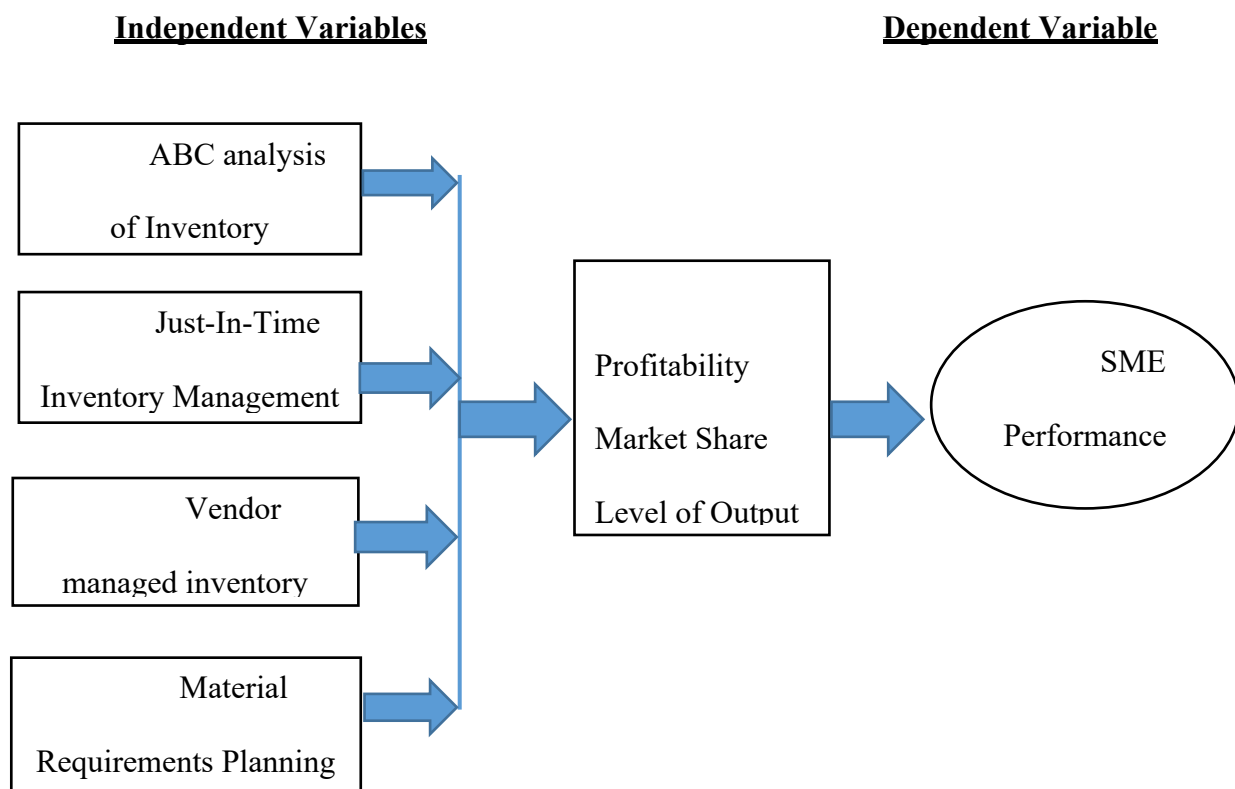 Independent Variables
Dependent Variable
ABC analysis
of Inventory
Just-In-Time
Inventory Management
Vendor
managed inventory
Material
Requirements Planning
Profitability
Market Share
Level of Output
SME
Performance